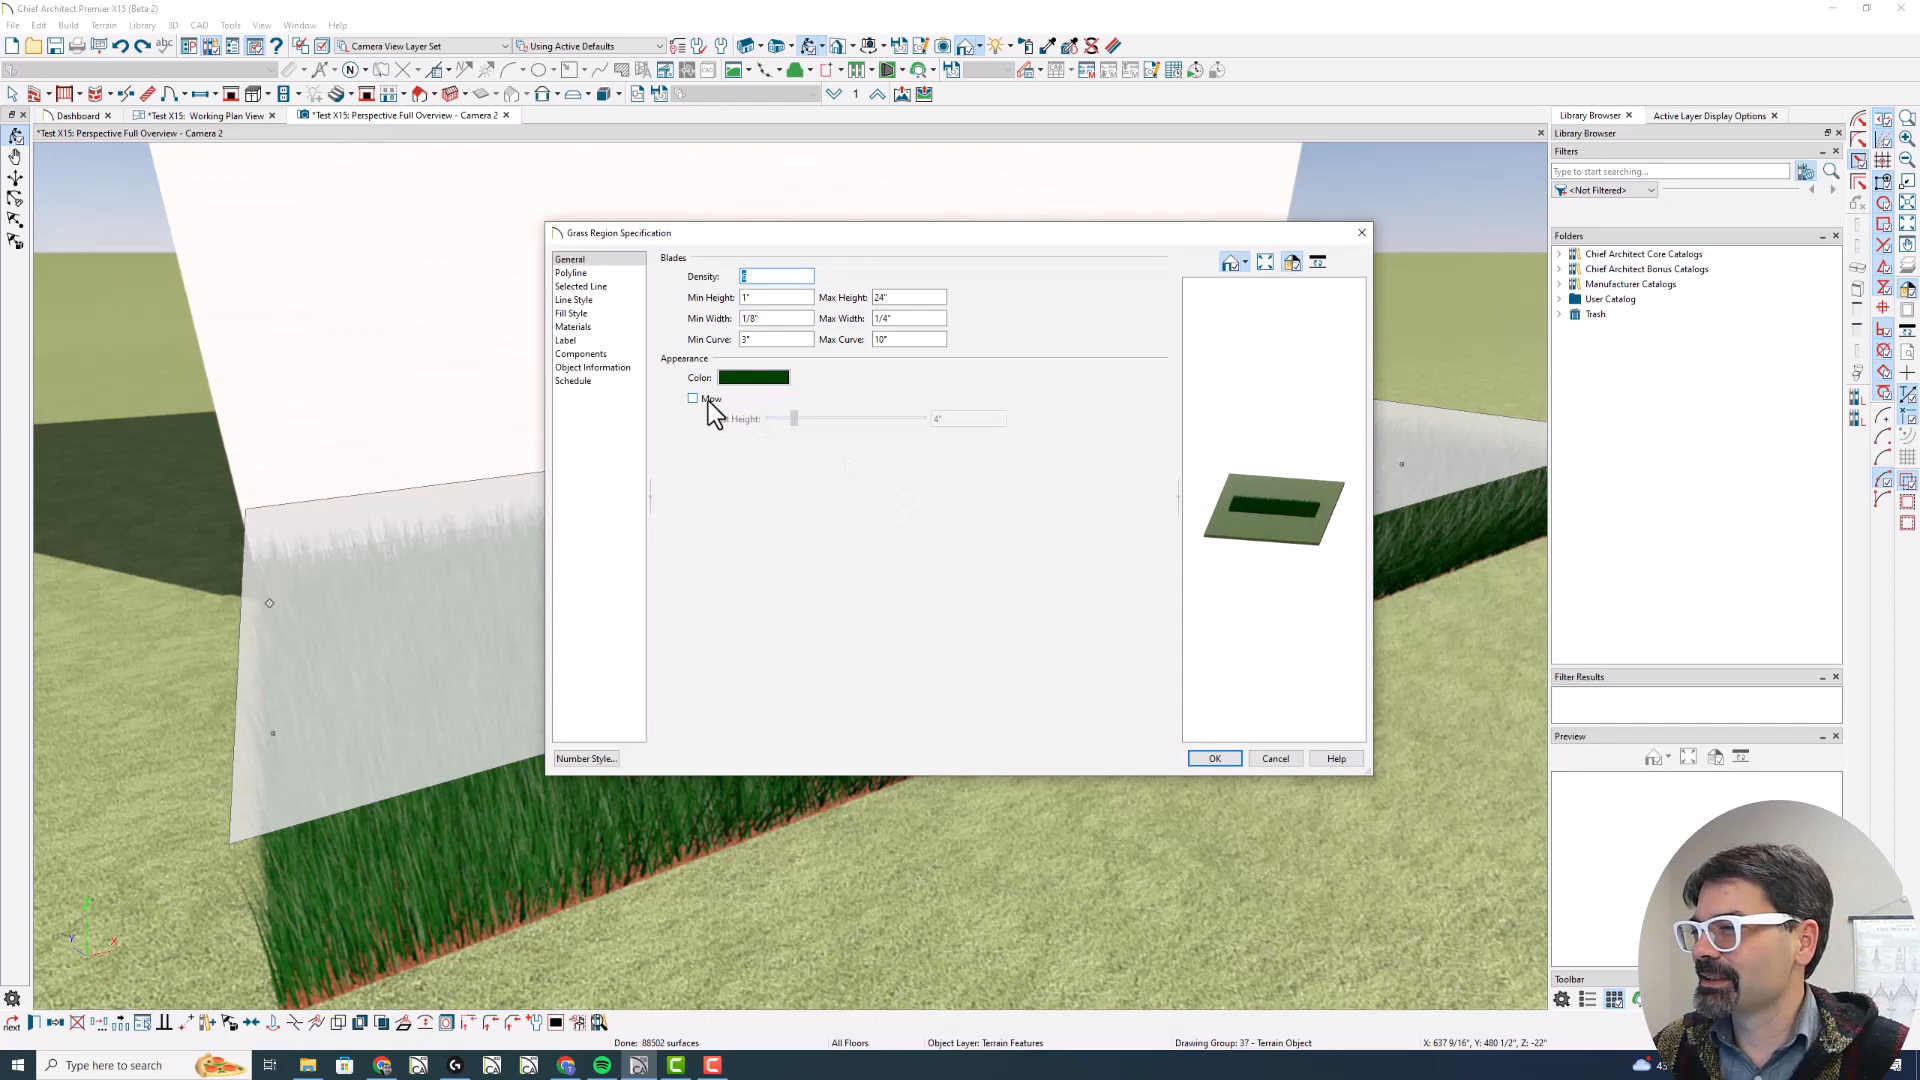 Chief Architect Premier X15 (Beta 2)
File Edit Build Terrain Library 3D CAD Tools View Window Help
Camera View Layer Set
Using Active Defaults
1
Dashboard
*Test X15: Working Plan View
*Test X15: Perspective Full Overview - Camera 2
Library Browser
Active Layer Display Options
*Test X15: Perspective Full Overview - Camera 2
Library Browser
Filters
Type to start searching...
<Not Filtered>
Folders
Chief Architect Core Catalogs
Chief Architect Bonus Catalogs
Manufacturer Catalogs
User Catalog
Trash
Filter Results
Preview
Toolbar
Grass Region Specification
General
Polyline
Selected Line
Line Style
Fill Style
Materials
Label
Components
Object Information
Schedule
Blades
Density:
Min Height: 1" Max Height: 24"
Min Width: 1/8" Max Width: 1/4"
Min Curve: 3" Max Curve: 10"
Appearance
Color:
Mow
Height: 4"
Number Style...
OK
Cancel
Help
Z
Y
X
next
Done: 88502 surfaces
All Floors
Object Layer: Terrain Features
Drawing Group: 37 - Terrain Object
X: 637 9/16", Y: 480 1/2", Z: -22"
Type here to search